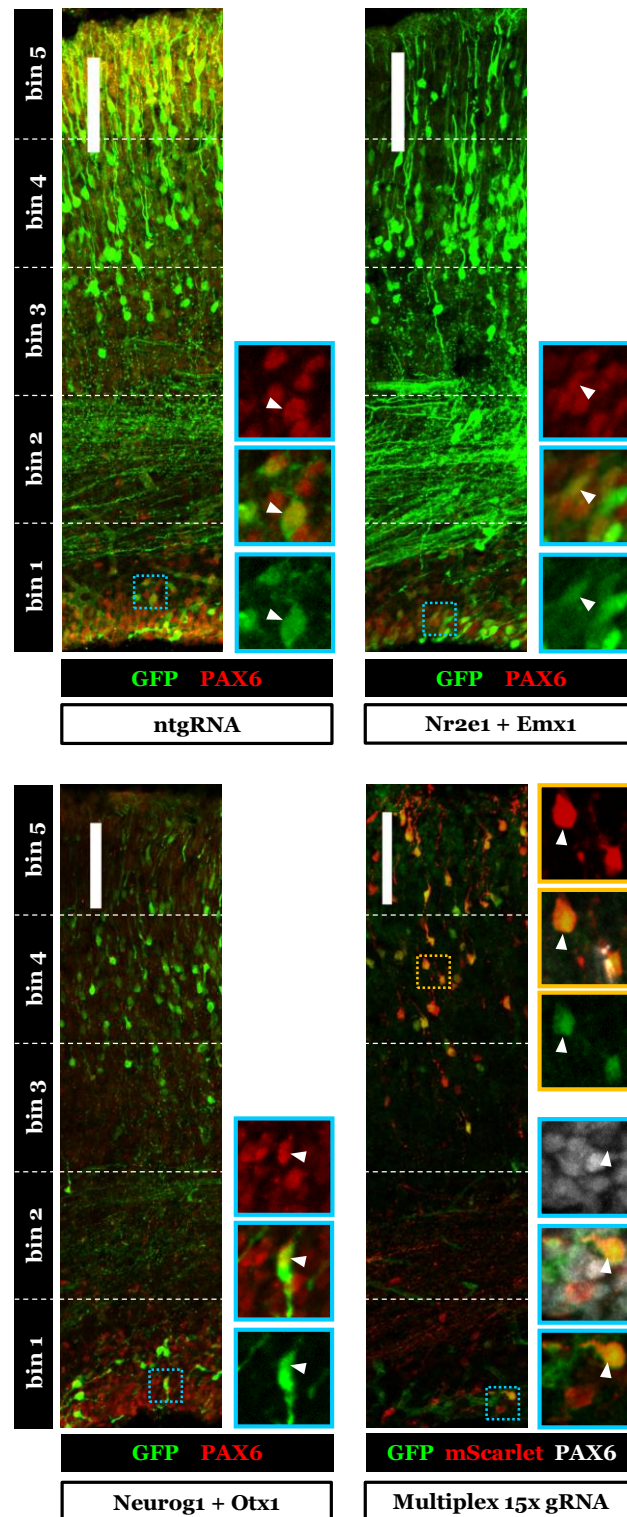 bin 5
bin 4
bin 3
bin 2
bin 1
GFP PAX6
ntgRNA
GFP PAX6
Nr2e1 + Emx1
bin 5
bin 4
bin 3
bin 2
bin 1
GFP PAX6
Neurog1 + Otx1
GFP mScarlet PAX6
Multiplex 15x gRNA